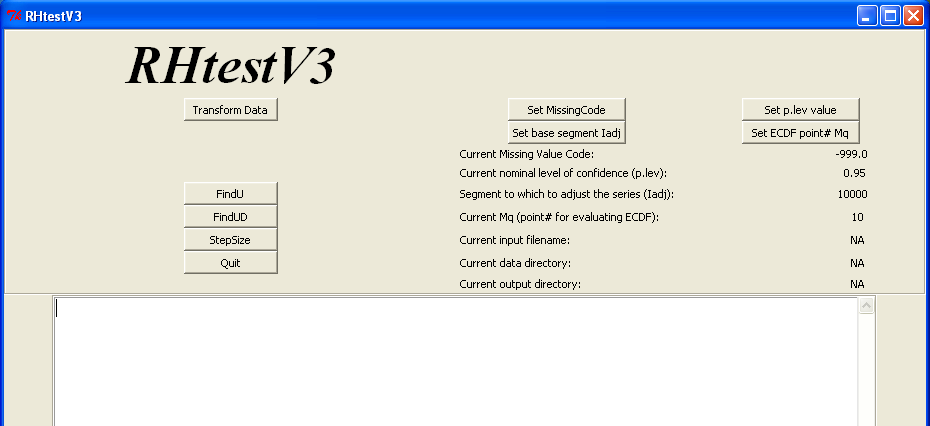 RHtestV3
RHtestV3
Transform Data
Set MissingCode
Set p.lev value
Set base segment Iadj
Set ECDF point# Mq
Current Missing Value Code: -999.0
Current nominal level of confidence (p.lev): 0.95
FindU
Segment to which to adjust the series (Iadj): 10000
FindUD
Current Mq (point# for evaluating ECDF): 10
StepSize
Current input filename: NA
Quit
Current data directory: NA
Current output directory: NA